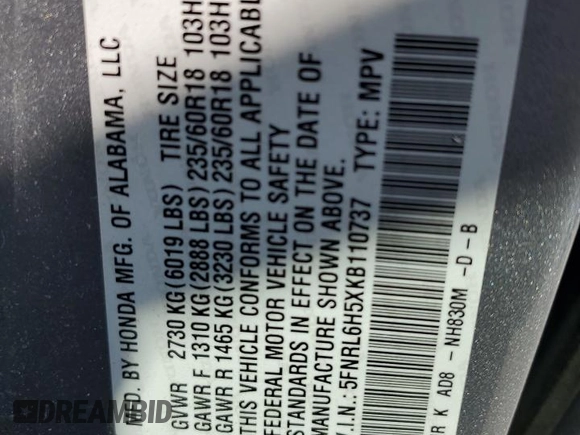 MFD. BY HONDA MFG. OF ALABAMA, LLC
GVWR 2730 KG(6019 LBS) TIRE SIZE
GAWR F 1310 KG(2888 LBS)235/60R18 103H
GAWR R 1465 KG(3230 LBS)235/60R18 103H
THIS VEHICLE CONFORMS TO ALL APPLICABL
FEDERAL MOTOR VEHICLE SAFETY
STANDARDS IN EFFECT ON THE DATE OF
MANUFACTURE SHOWN ABOVE.
V.I.N.: 5FNRL6H5XKB110737 TYPE: MPV
R K AD8 - NH830M -D -B
DREAMBID